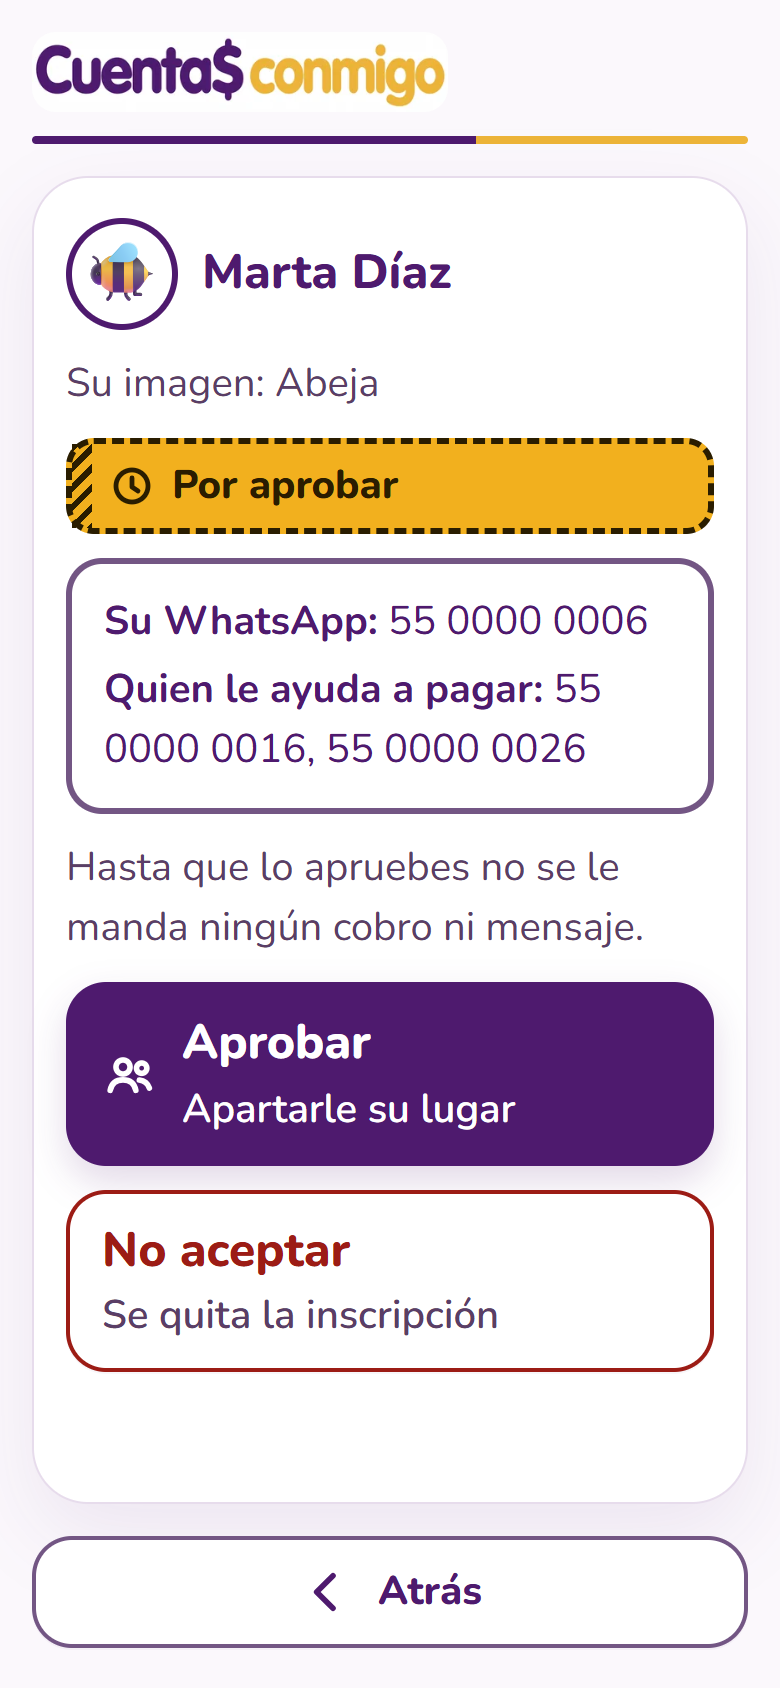 Cuenta$ conmigo
Marta Díaz
Su imagen: Abeja
Por aprobar
Su WhatsApp: 55 0000 0006
Quien le ayuda a pagar: 55
0000 0016, 55 0000 0026
Hasta que lo apruebes no se le
manda ningún cobro ni mensaje.
Aprobar
Apartarle su lugar
No aceptar
Se quita la inscripción
Atrás